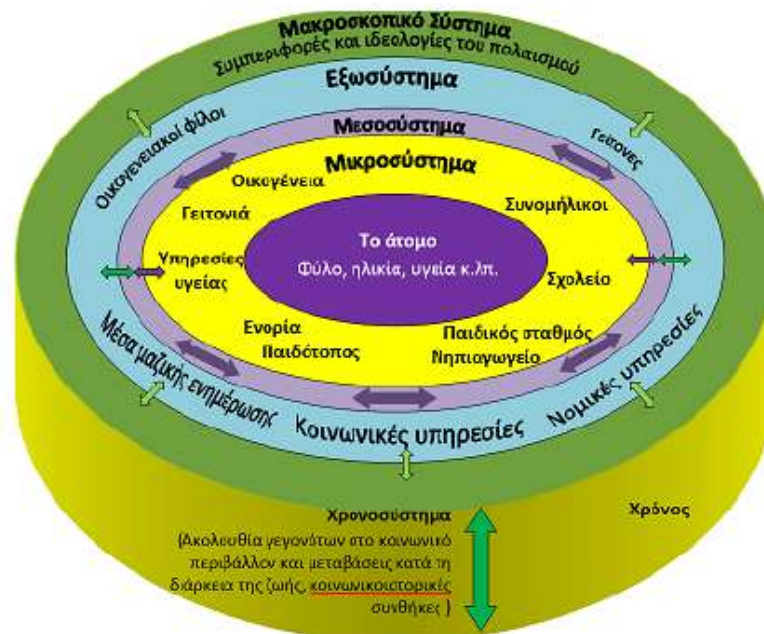 Μακροσκοπικό Σύστημα
Συμπεριφορές και ιδεολογίες του πολαισμού
Εξωσύστημα
Οικογενειακοί φίλοι
Γείτονες
Μεσοσύστημα
Μικροσύστημα
Οικογένεια
Συνομήλικοι
Γειτονιά
Το άτομο
Φύλο, ηλικία, υγεία κ.λπ.
Υπηρεσίες
υγείας
Σχολείο
Ενορία
Παιδότοπος
Παιδικός σταθμός
Νηπιαγωγείο
Μέσα μαζικής ενημέρωσης
Κοινωνικές υπηρεσίες
Νομικές υπηρεσίες
Χρονοσύστημα
(Ακολουθία γεγονότων στο κοινωνικό
περιβάλλον και μεταβάσεις κατά τη
διάρκεια της ζωής, κοινωνικοιστορικές
συνθήκες )
Χρόνος